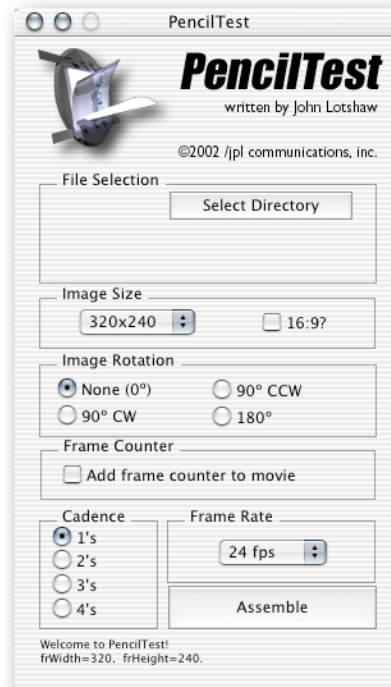 PencilTest
PencilTest
written by John Lotshaw
©2002 /jpl communications, inc.
File Selection
Select Directory
Image Size
320x240
16:9?
Image Rotation
None (0°)
90° CCW
90° CW
180°
Frame Counter
Add frame counter to movie
Cadence
1's
2's
3's
4's
Frame Rate
24 fps
Assemble
Welcome to PencilTest!
frWidth=320. frHeight=240.